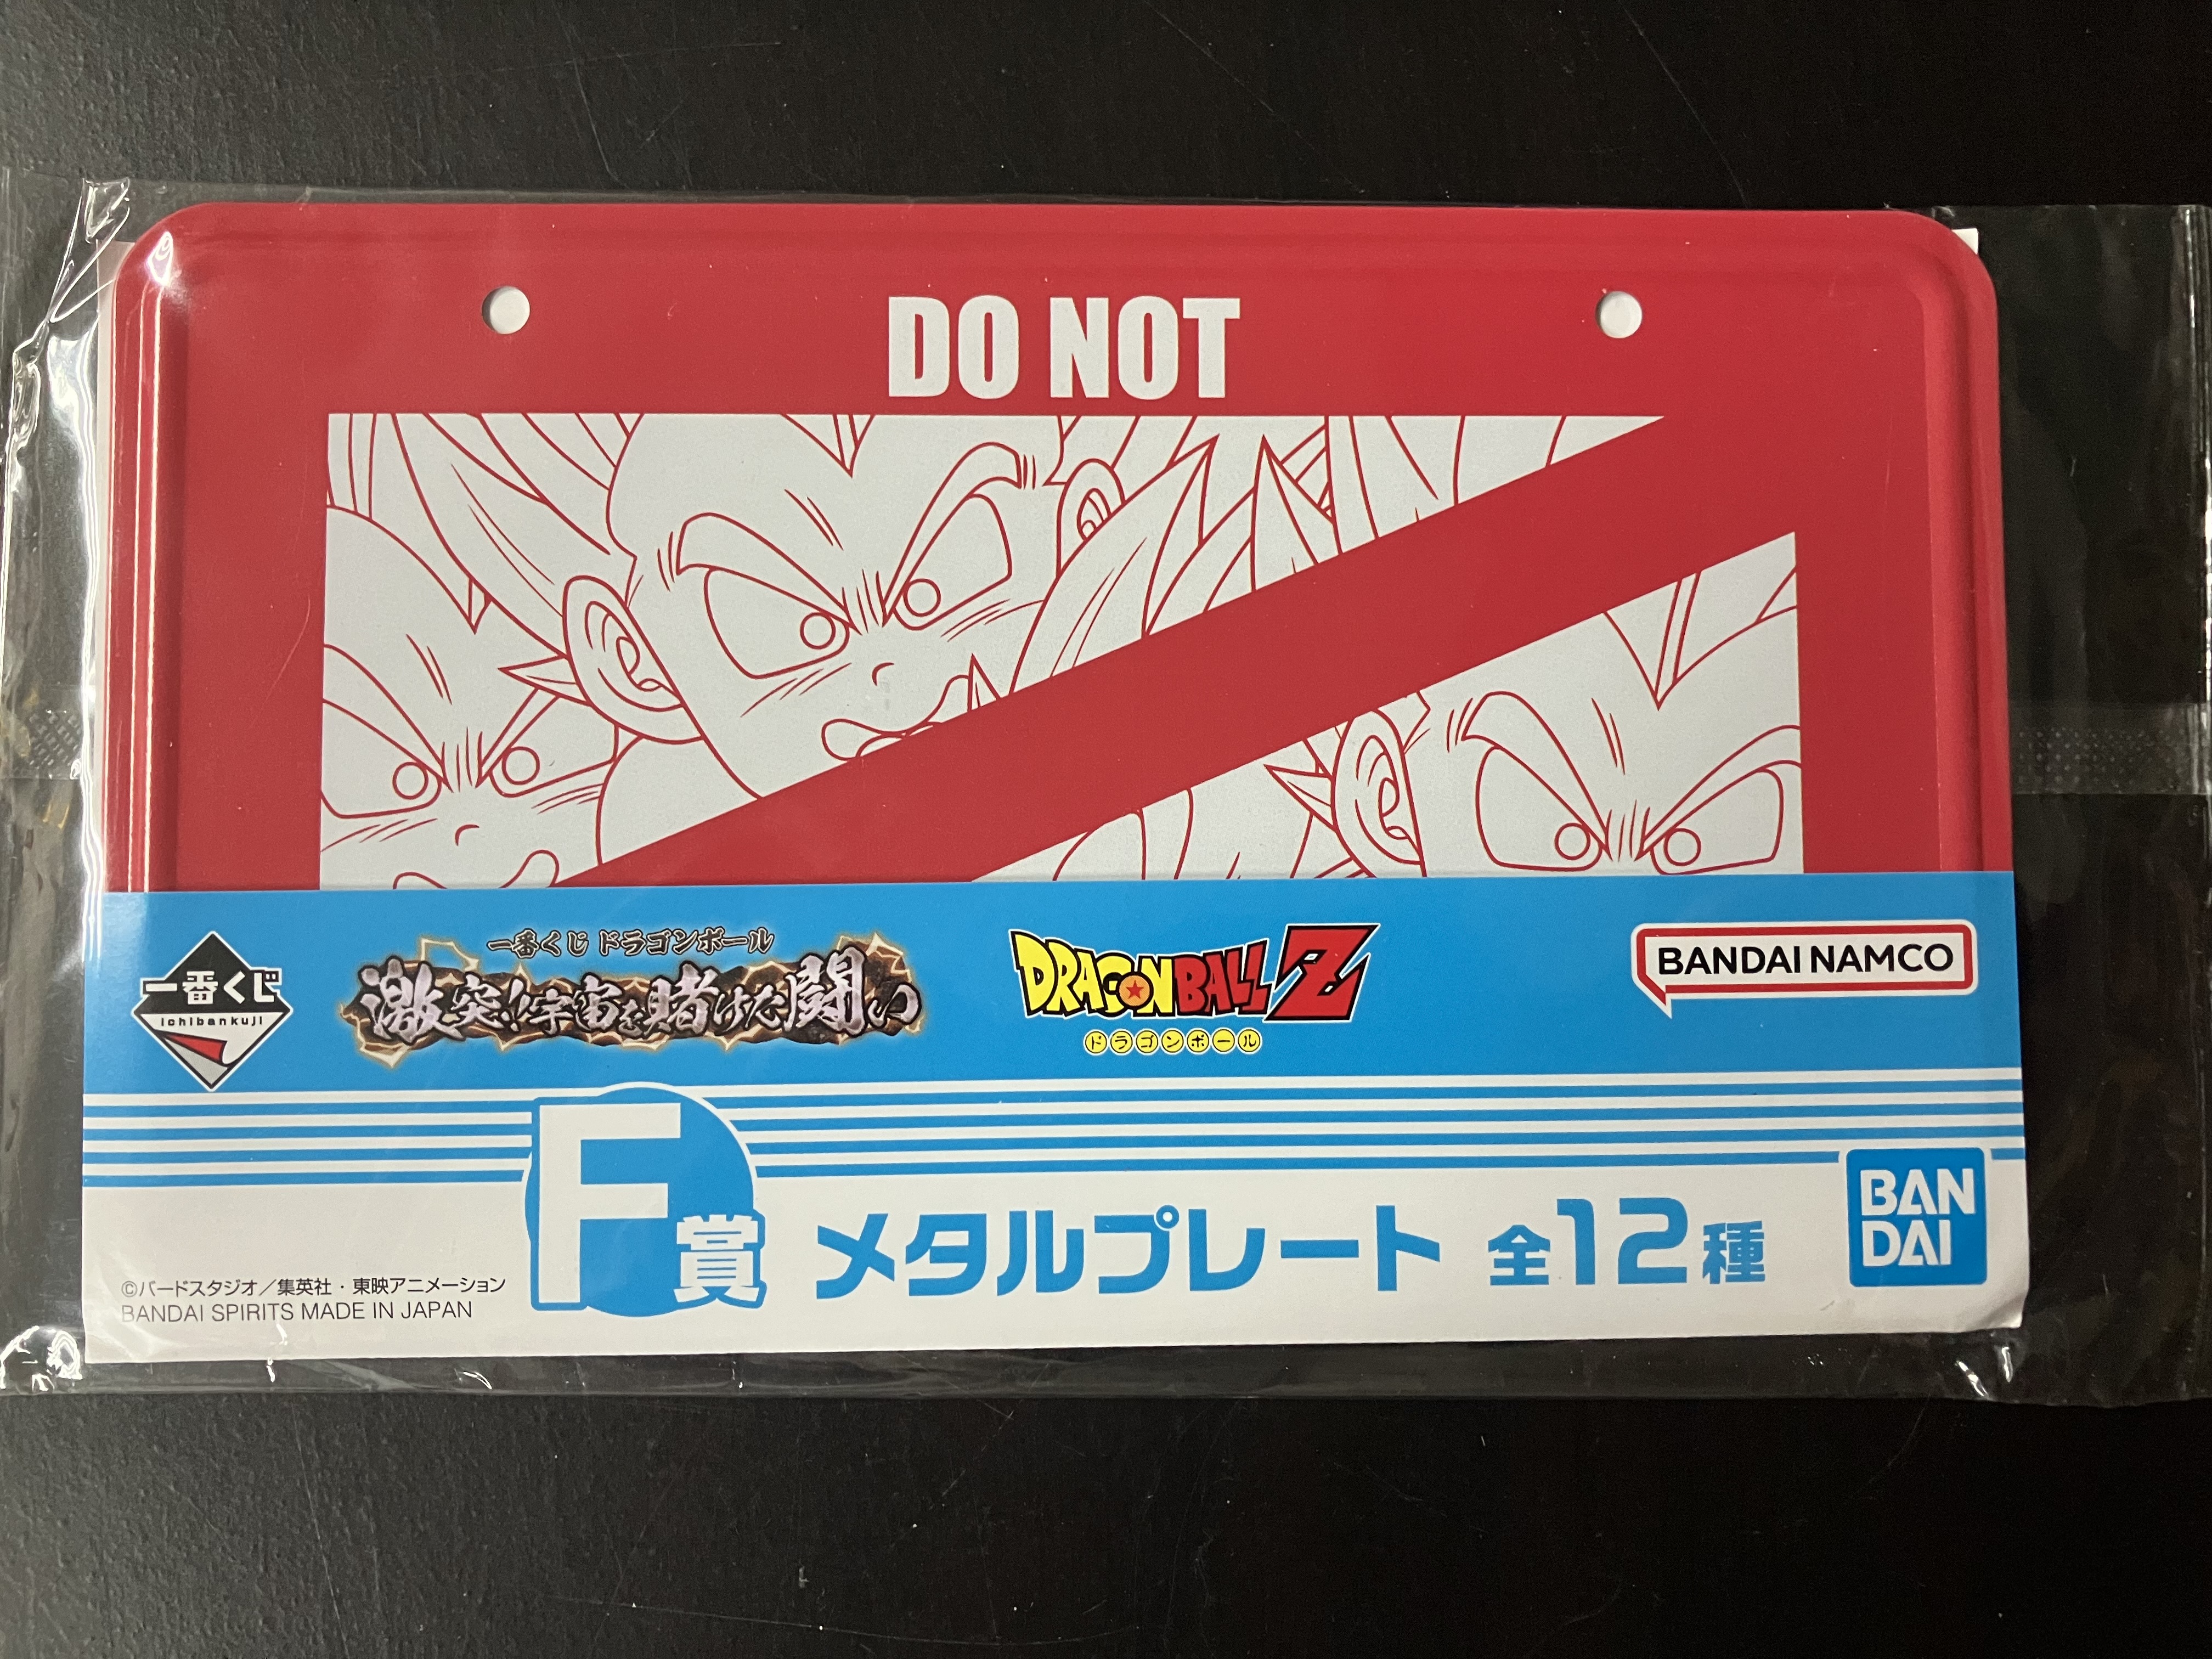 DO NOT
一番くじ
ichibankuji
一番くじ ドラゴンボール
激突!!宇宙を賭けた闘い
DRAGONBALL Z
ドラゴンボール
BANDAI NAMCO
F賞 メタルプレート 全12種
BAN
DAI
©バードスタジオ／集英社・東映アニメーション
BANDAI SPIRITS MADE IN JAPAN